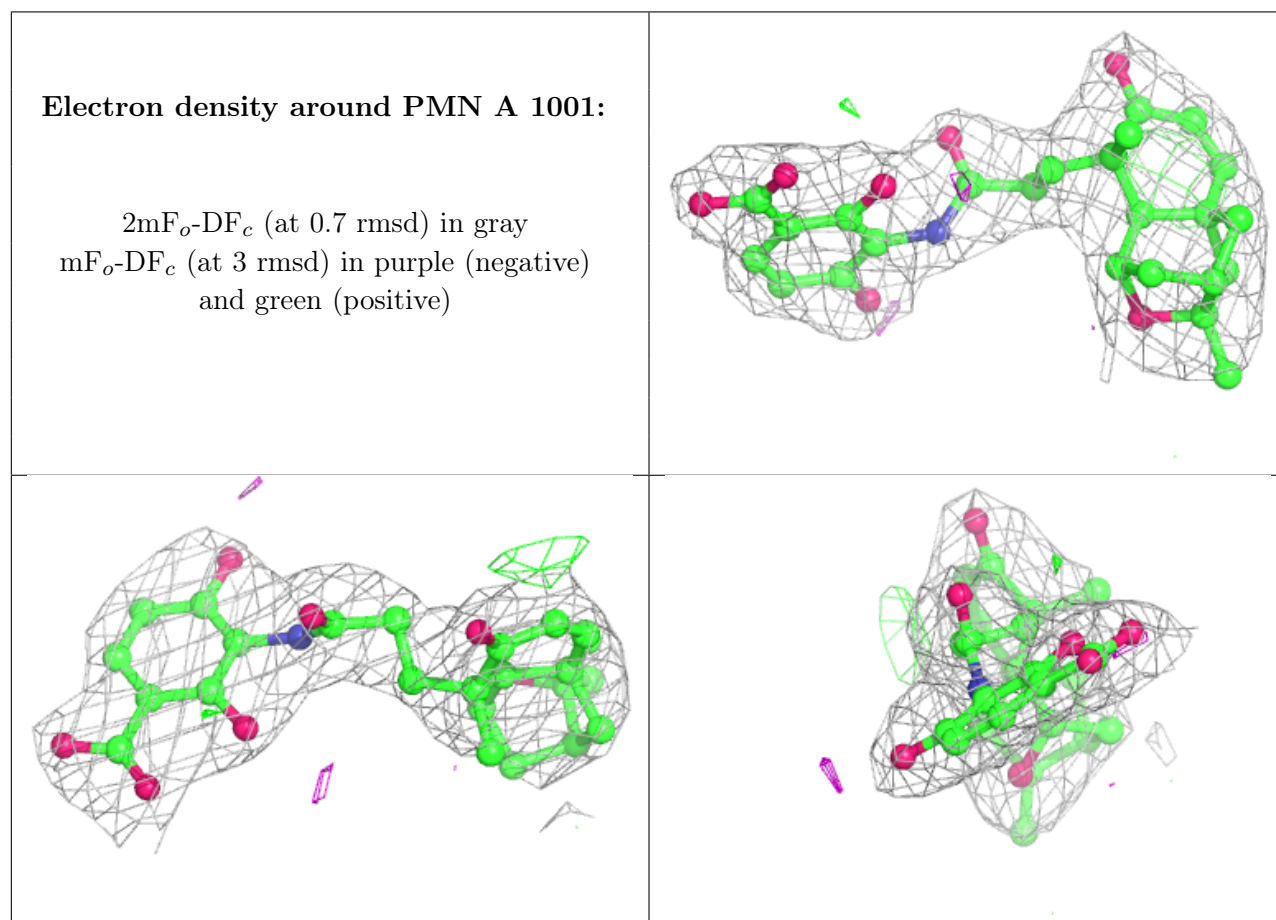 Electron density around PMN A 1001:
2mFo-DFc (at 0.7 rmsd) in gray
mFo-DFc (at 3 rmsd) in purple (negative)
and green (positive)